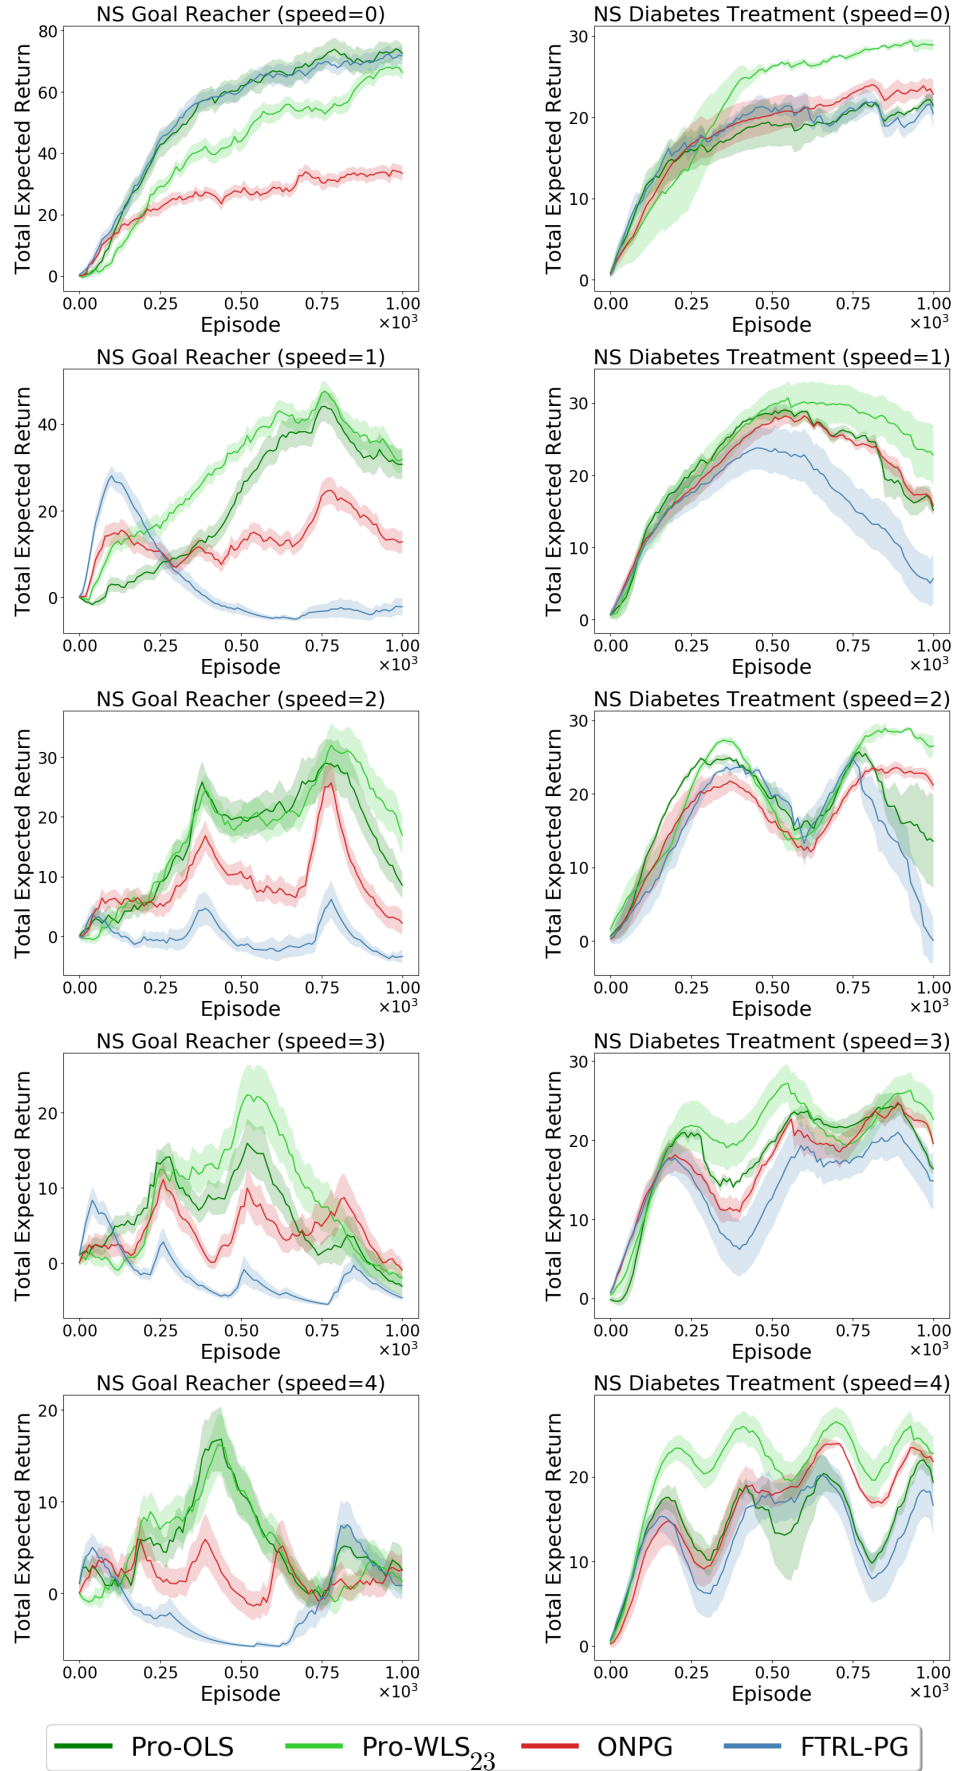 NS Goal Reacher (speed=0)
80
60
40
20
0
Total Expected Return
0.00 0.25 0.50 0.75 1.00
×10³
Episode
NS Diabetes Treatment (speed=0)
30
20
10
0
Total Expected Return
0.00 0.25 0.50 0.75 1.00
×10³
Episode
NS Goal Reacher (speed=1)
40
20
0
Total Expected Return
0.00 0.25 0.50 0.75 1.00
×10³
Episode
NS Diabetes Treatment (speed=1)
30
20
10
0
Total Expected Return
0.00 0.25 0.50 0.75 1.00
×10³
Episode
NS Goal Reacher (speed=2)
30
20
10
0
Total Expected Return
0.00 0.25 0.50 0.75 1.00
×10³
Episode
NS Diabetes Treatment (speed=2)
30
20
10
0
Total Expected Return
0.00 0.25 0.50 0.75 1.00
×10³
Episode
NS Goal Reacher (speed=3)
20
10
0
Total Expected Return
0.00 0.25 0.50 0.75 1.00
×10³
Episode
NS Diabetes Treatment (speed=3)
30
20
10
0
Total Expected Return
0.00 0.25 0.50 0.75 1.00
×10³
Episode
NS Goal Reacher (speed=4)
20
10
0
Total Expected Return
0.00 0.25 0.50 0.75 1.00
×10³
Episode
NS Diabetes Treatment (speed=4)
20
10
0
Total Expected Return
0.00 0.25 0.50 0.75 1.00
×10³
Episode
Pro-OLS Pro-WLS ONPG FTRL-PG
23